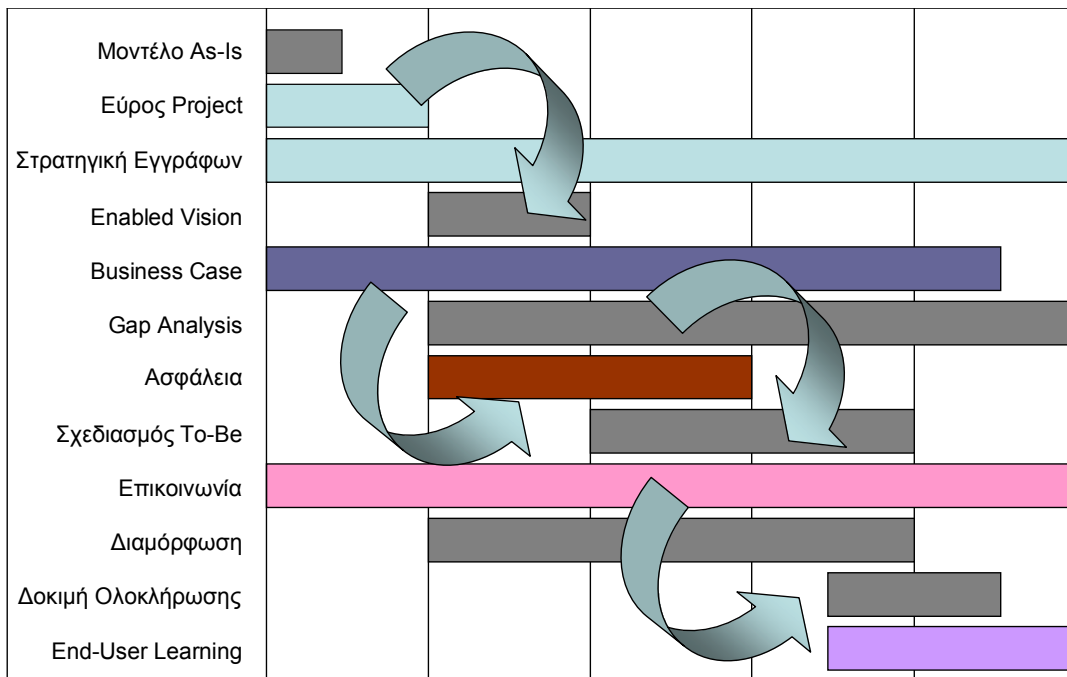 Μοντέλο As-Is
Εύρος Project
Στρατηγική Εγγράφων
Enabled Vision
Business Case
Gap Analysis
Ασφάλεια
Σχεδιασμός To-Be
Επικοινωνία
Διαμόρφωση
Δοκιμή Ολοκλήρωσης
End-User Learning